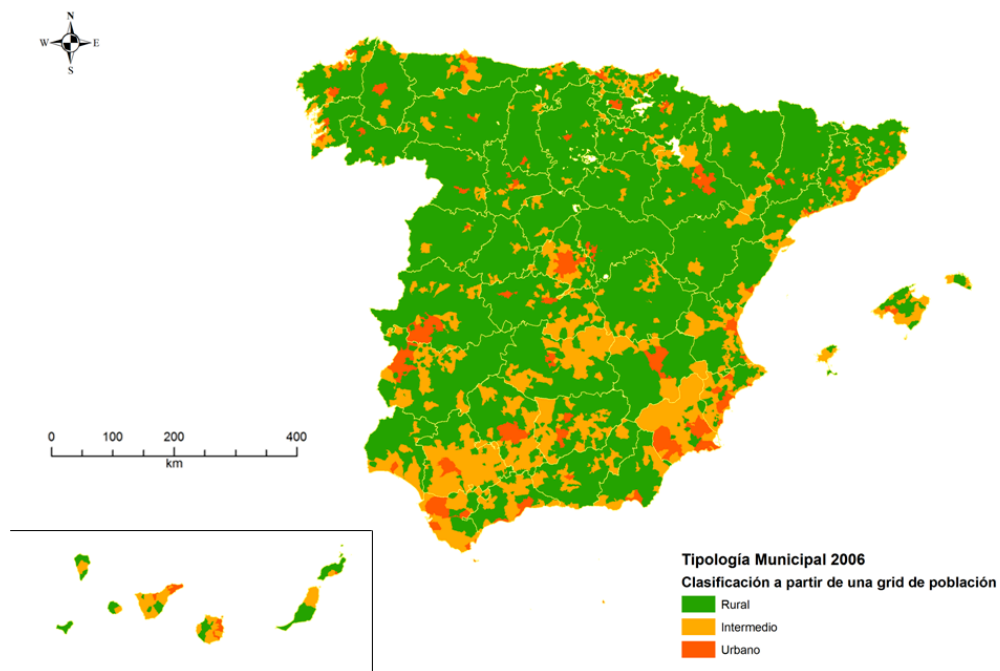 N
W E
S
0 100 200 400
km
Tipología Municipal 2006
Clasificación a partir de una grid de población
Rural
Intermedio
Urbano